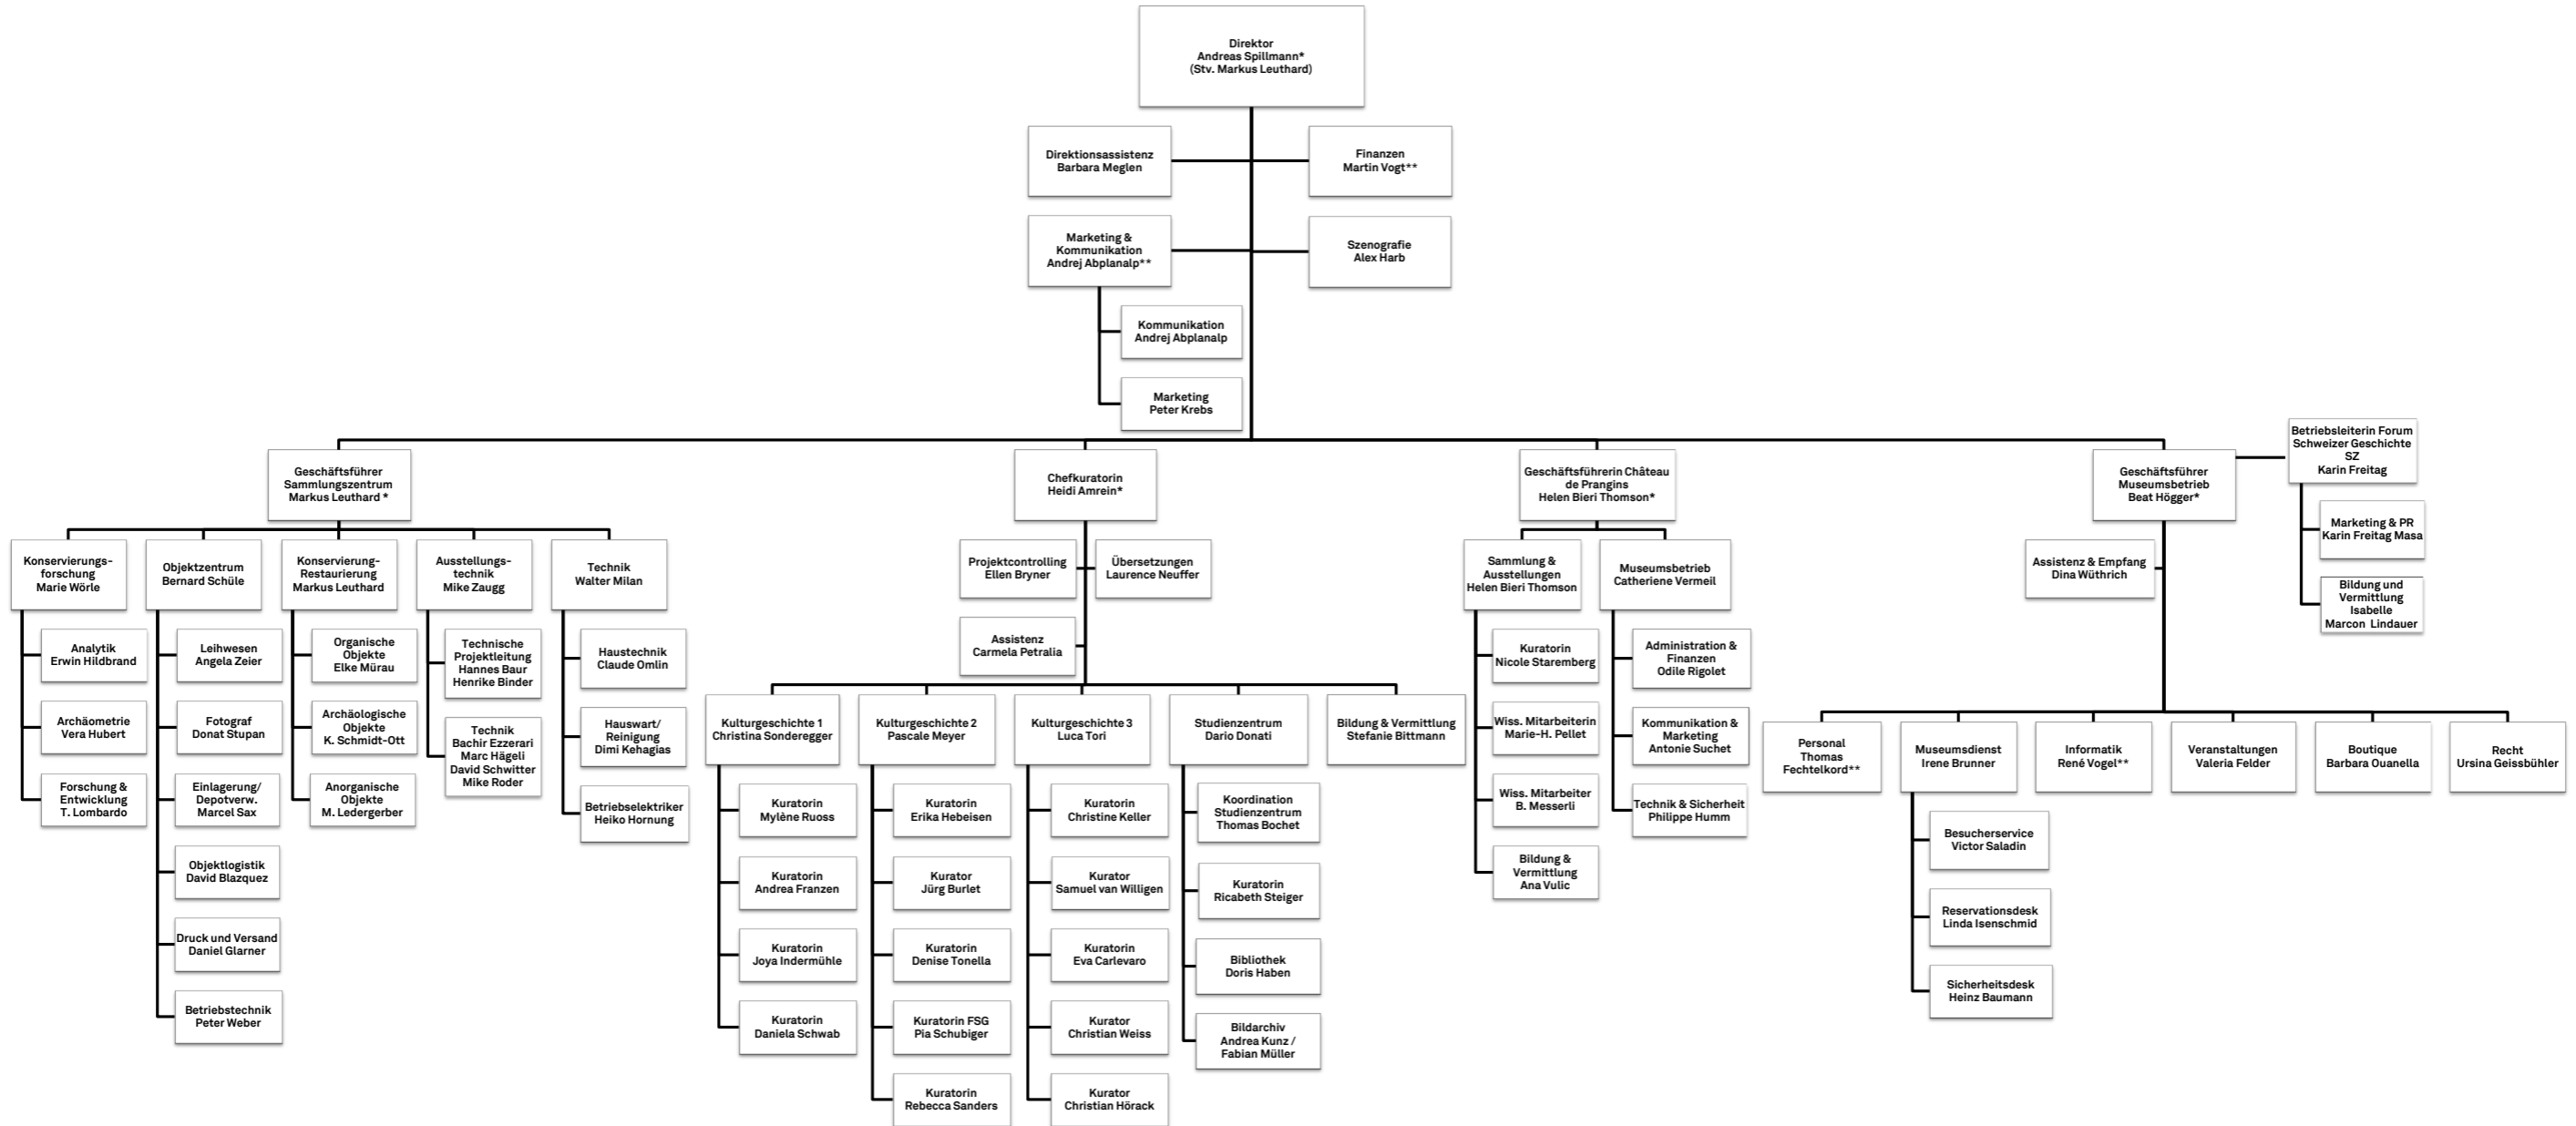 Direktor
Andreas Spillmann*
(Stv. Markus Leuthard)
Direktionsassistenz
Barbara Meglen
Finanzen
Martin Vogt**
Marketing &
Kommunikation
Andrej Abplanalp**
Szenografie
Alex Harb
Kommunikation
Andrej Abplanalp
Marketing
Peter Krebs
Geschäftsführer
Sammlungszentrum
Markus Leuthard *
Chefkuratorin
Heidi Amrein*
Geschäftsführerin Château
de Prangins
Helen Bieri Thomson*
Geschäftsführer
Museumsbetrieb
Beat Högger*
Betriebsleiterin Forum
Schweizer Geschichte
SZ
Karin Freitag
Marketing & PR
Karin Freitag Masa
Bildung und
Vermittlung
Isabelle
Marcon Lindauer
Konservierungs-
forschung
Marie Wörle
Objektzentrum
Bernard Schüle
Konservierung-
Restaurierung
Markus Leuthard
Ausstellungs-
technik
Mike Zaugg
Technik
Walter Milan
Analytik
Erwin Hildbrand
Archäometrie
Vera Hubert
Forschung &
Entwicklung
T. Lombardo
Leihwesen
Angela Zeier
Fotograf
Donat Stupan
Einlagerung/
Depotverw.
Marcel Sax
Objektlogistik
David Blazquez
Druck und Versand
Daniel Glarner
Betriebstechnik
Peter Weber
Organische
Objekte
Elke Mürau
Archäologische
Objekte
K. Schmidt-Ott
Anorganische
Objekte
M. Ledergerber
Technische
Projektleitung
Hannes Baur
Henrike Binder
Technik
Bachir Ezzerari
Marc Hägeli
David Schwitter
Mike Roder
Haustechnik
Claude Omlin
Hauswart/
Reinigung
Dimi Kehagias
Betriebselektriker
Heiko Hornung
Projektcontrolling
Ellen Bryner
Übersetzungen
Laurence Neuffer
Assistenz
Carmela Petralia
Kulturgeschichte 1
Christina Sonderegger
Kulturgeschichte 2
Pascale Meyer
Kulturgeschichte 3
Luca Tori
Studienzentrum
Dario Donati
Bildung & Vermittlung
Stefanie Bittmann
Kuratorin
Mylène Ruoss
Kuratorin
Andrea Franzen
Kuratorin
Joya Indermühle
Kuratorin
Daniela Schwab
Kuratorin
Erika Hebeisen
Kurator
Jürg Burlet
Kuratorin
Denise Tonella
Kuratorin FSG
Pia Schubiger
Kuratorin
Rebecca Sanders
Kuratorin
Christine Keller
Kurator
Samuel van Willigen
Kuratorin
Eva Carlevaro
Kurator
Christian Weiss
Kurator
Christian Hörack
Koordination
Studienzentrum
Thomas Bochet
Kuratorin
Ricabeth Steiger
Bibliothek
Doris Haben
Bildarchiv
Andrea Kunz /
Fabian Müller
Sammlung &
Ausstellungen
Helen Bieri Thomson
Museumsbetrieb
Catheriene Vermeil
Kuratorin
Nicole Staremberg
Wiss. Mitarbeiterin
Marie-H. Pellet
Wiss. Mitarbeiter
B. Messerli
Bildung &
Vermittlung
Ana Vulic
Administration &
Finanzen
Odile Rigolet
Kommunikation &
Marketing
Antonie Suchet
Technik & Sicherheit
Philippe Humm
Assistenz & Empfang
Dina Wüthrich
Personal
Thomas
Fechtelkord**
Museumsdienst
Irene Brunner
Informatik
René Vogel**
Veranstaltungen
Valeria Felder
Boutique
Barbara Ouanella
Recht
Ursina Geissbühler
Besucherservice
Victor Saladin
Reservationsdesk
Linda Isenschmid
Sicherheitsdesk
Heinz Baumann